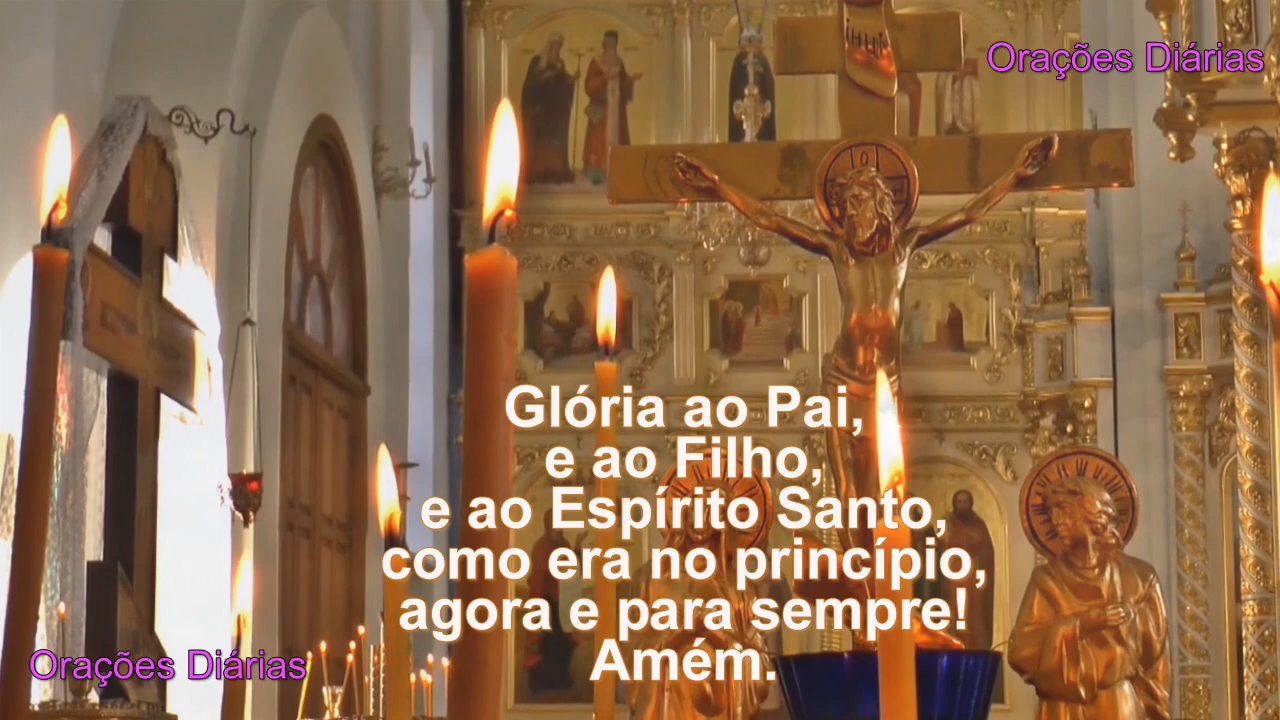 Orações Diárias
Glória ao Pai,
e ao Filho,
e ao Espírito Santo,
como era no princípio,
agora e para sempre!
Amém.
Orações Diárias